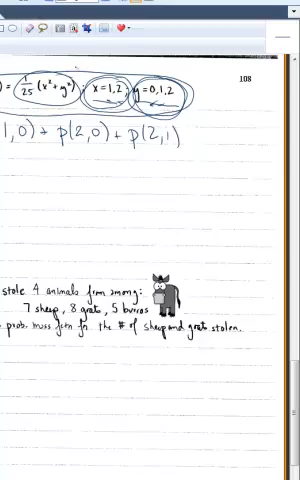 108
) = 1/25 (x² + y²) ; x = 1,2 ; y = 0,1,2
1,0) + p(2,0) + p(2,1)
stole 4 animals from among:
7 sheep, 8 goats, 5 burros
prob. mass fctn for the # of sheep and goats stolen.